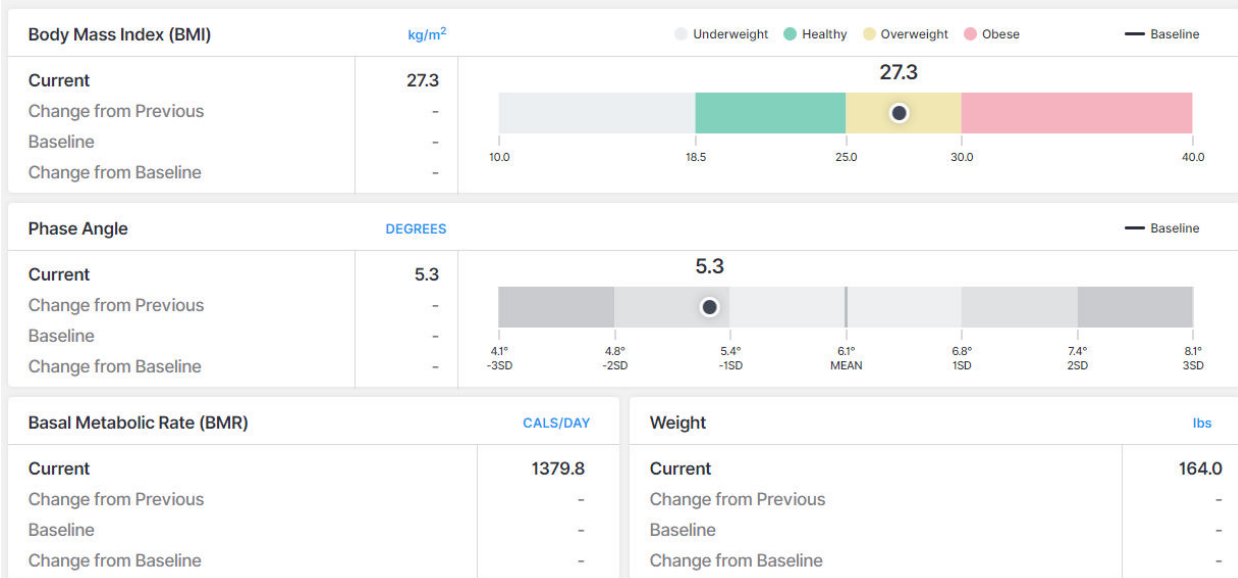 Body Mass Index (BMI) kg/m² Underweight Healthy Overweight Obese Baseline
Current 27.3 27.3
Change from Previous -
Baseline -
Change from Baseline -
10.0 18.5 25.0 30.0 40.0
Phase Angle DEGREES Baseline
Current 5.3 5.3
Change from Previous -
Baseline -
Change from Baseline -
4.1° 4.8° 5.4° 6.1° 6.8° 7.4° 8.1°
-3SD -2SD -1SD MEAN 1SD 2SD 3SD
Basal Metabolic Rate (BMR) CALS/DAY
Current 1379.8
Change from Previous -
Baseline -
Change from Baseline -
Weight lbs
Current 164.0
Change from Previous -
Baseline -
Change from Baseline -